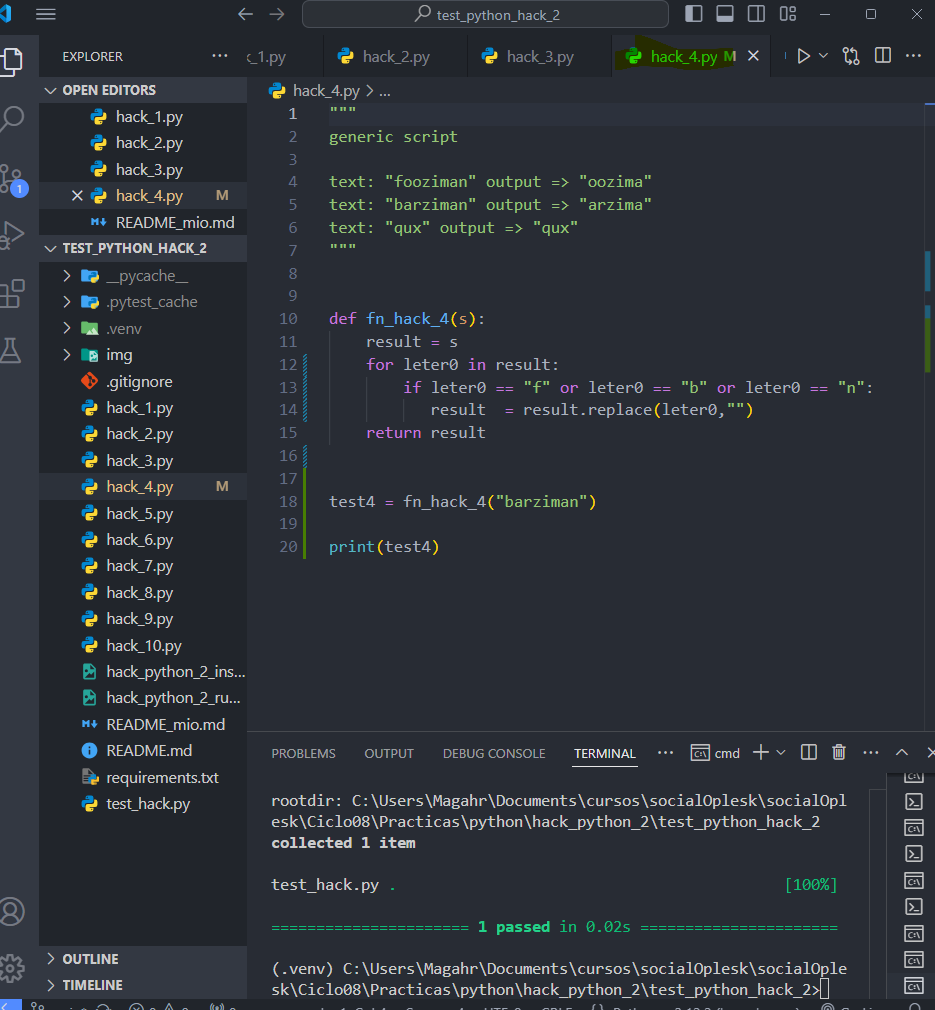 test_python_hack_2
EXPLORER
_1.py
hack_2.py
hack_3.py
hack_4.py M
OPEN EDITORS
hack_1.py
hack_2.py
hack_3.py
hack_4.py M
README_mio.md
TEST_PYTHON_HACK_2
__pycache__
.pytest_cache
.venv
img
.gitignore
hack_1.py
hack_2.py
hack_3.py
hack_4.py M
hack_5.py
hack_6.py
hack_7.py
hack_8.py
hack_9.py
hack_10.py
hack_python_2_ins...
hack_python_2_ru...
README_mio.md
README.md
requirements.txt
test_hack.py
OUTLINE
TIMELINE
1
hack_4.py > ...
1 """
2 generic script
3
4 text: "fooziman" output => "oozima"
5 text: "barziman" output => "arzima"
6 text: "qux" output => "qux"
7 """
8
9
10 def fn_hack_4(s):
11 result = s
12 for leter0 in result:
13 if leter0 == "f" or leter0 == "b" or leter0 == "n":
14 result  = result.replace(leter0,"")
15 return result
16
17
18 test4 = fn_hack_4("barziman")
19
20 print(test4)
PROBLEMS OUTPUT DEBUG CONSOLE TERMINAL ... cmd
rootdir: C:\Users\Magahr\Documents\cursos\socialOplesk\socialOpl
esk\Ciclo08\Practicas\python\hack_python_2\test_python_hack_2
collected 1 item
test_hack.py . [100%]
====================== 1 passed in 0.02s ======================
(.venv) C:\Users\Magahr\Documents\cursos\socialOplesk\socialOple
sk\Ciclo08\Practicas\python\hack_python_2\test_python_hack_2>